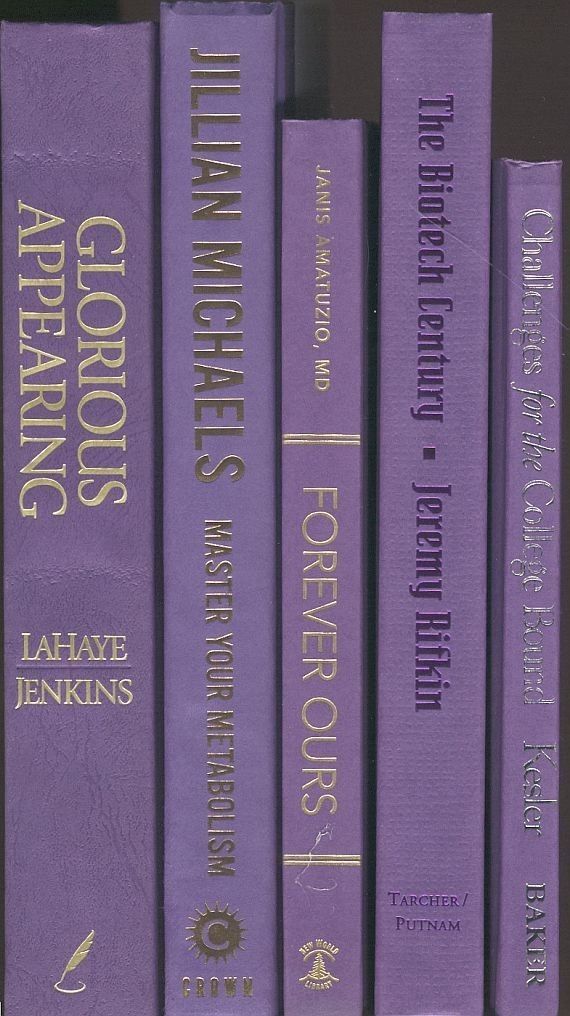 GLORIOUS
APPEARING
LAHAYE
JENKINS
JILLIAN MICHAELS MASTER YOUR METABOLISM
C
CROWN
JANIS AMATUZIO, MD
FOREVER OURS
NEW WORLD
LIBRARY
The Biotech Century ▪ Jeremy Rifkin
TARCHER/
PUTNAM
Challenges for the College Bound Kesler BAKER